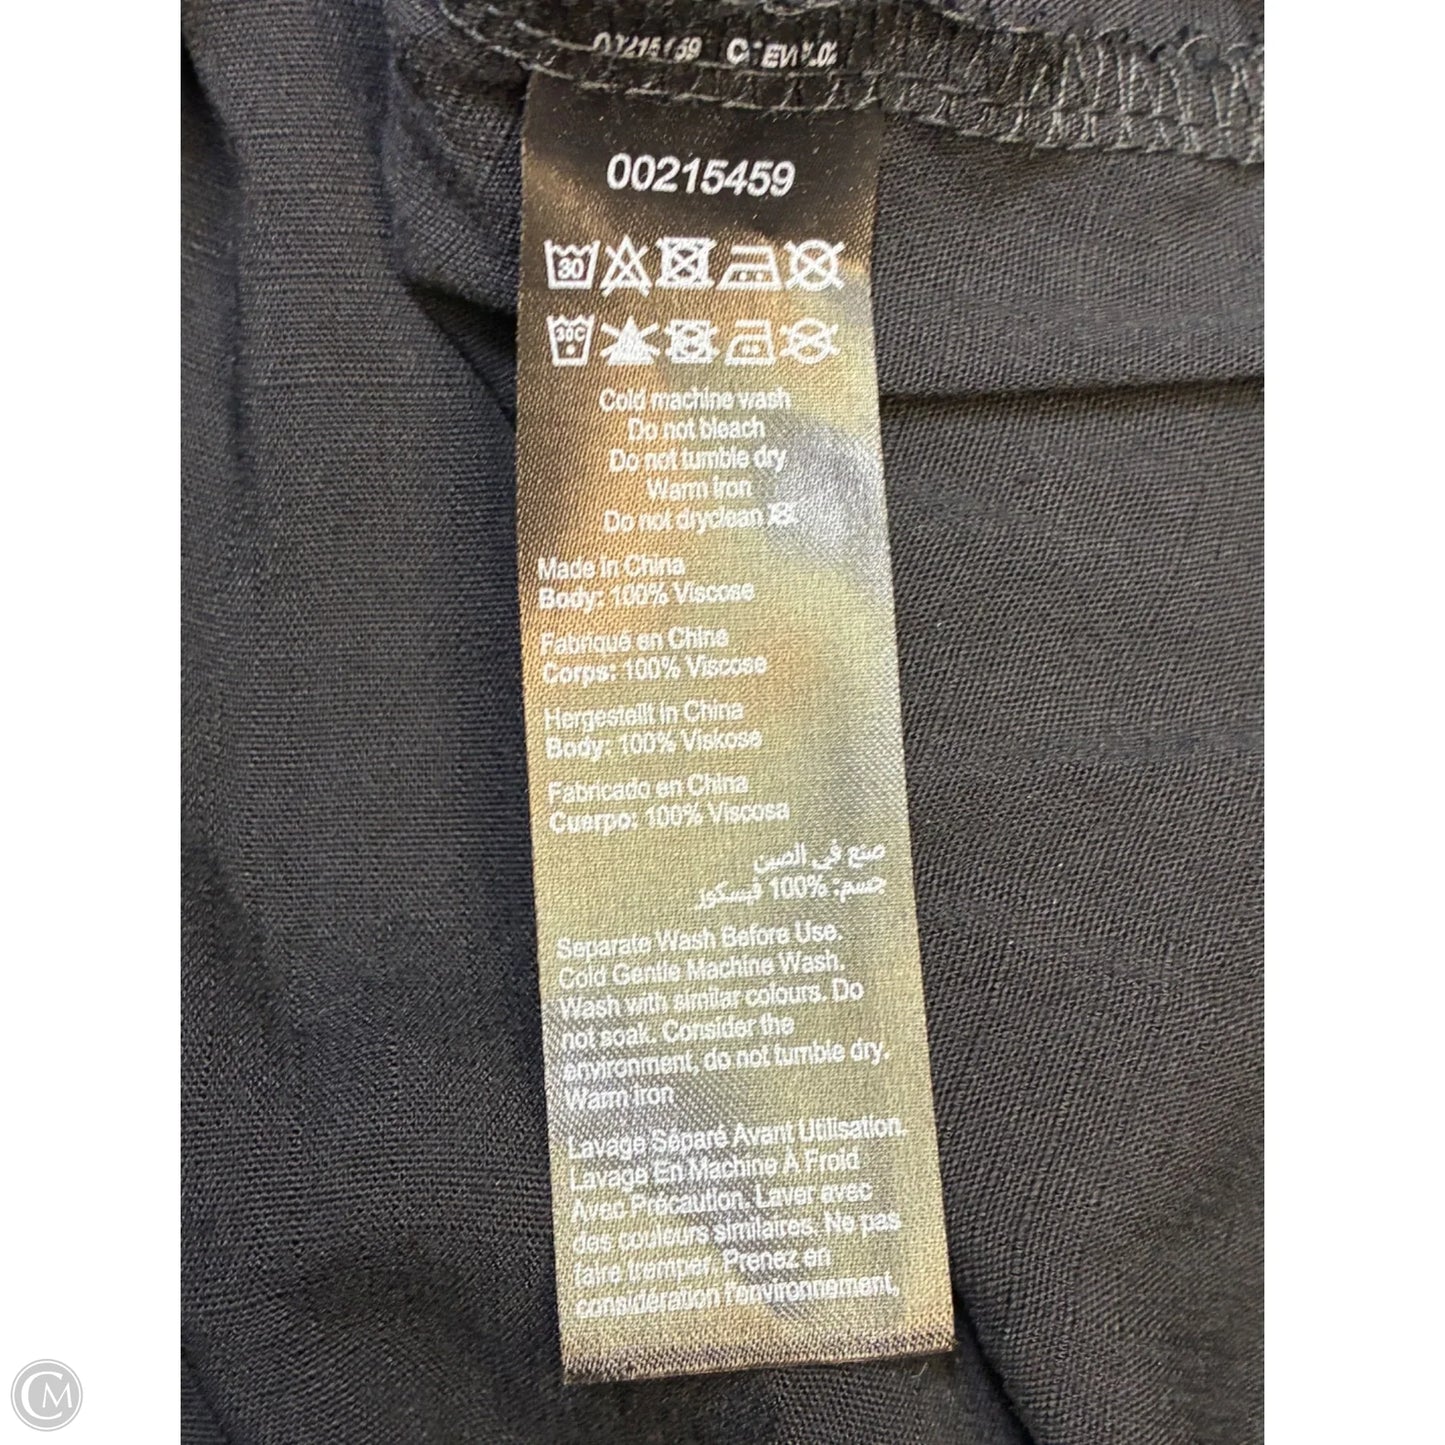 00215459
30
30C
Cold machine wash
Do not bleach
Do not tumble dry
Warm iron
Do not dryclean
Made in China
Body: 100% Viscose
Fabriqué en Chine
Corps: 100% Viscose
Hergestellt in China
Body: 100% Viskose
Fabricado en China
Cuerpo: 100% Viscosa
صنع في الصين
جسم: 100% فيسكوز
Separate Wash Before Use.
Cold Gentle Machine Wash.
Wash with similar colours. Do
not soak. Consider the
environment, do not tumble dry.
Warm iron
Lavage Séparé Avant Utilisation.
Lavage En Machine À Froid
Avec Précaution. Laver avec
des couleurs similaires. Ne pas
faire tremper. Prenez en
considération l'environnement,
CM